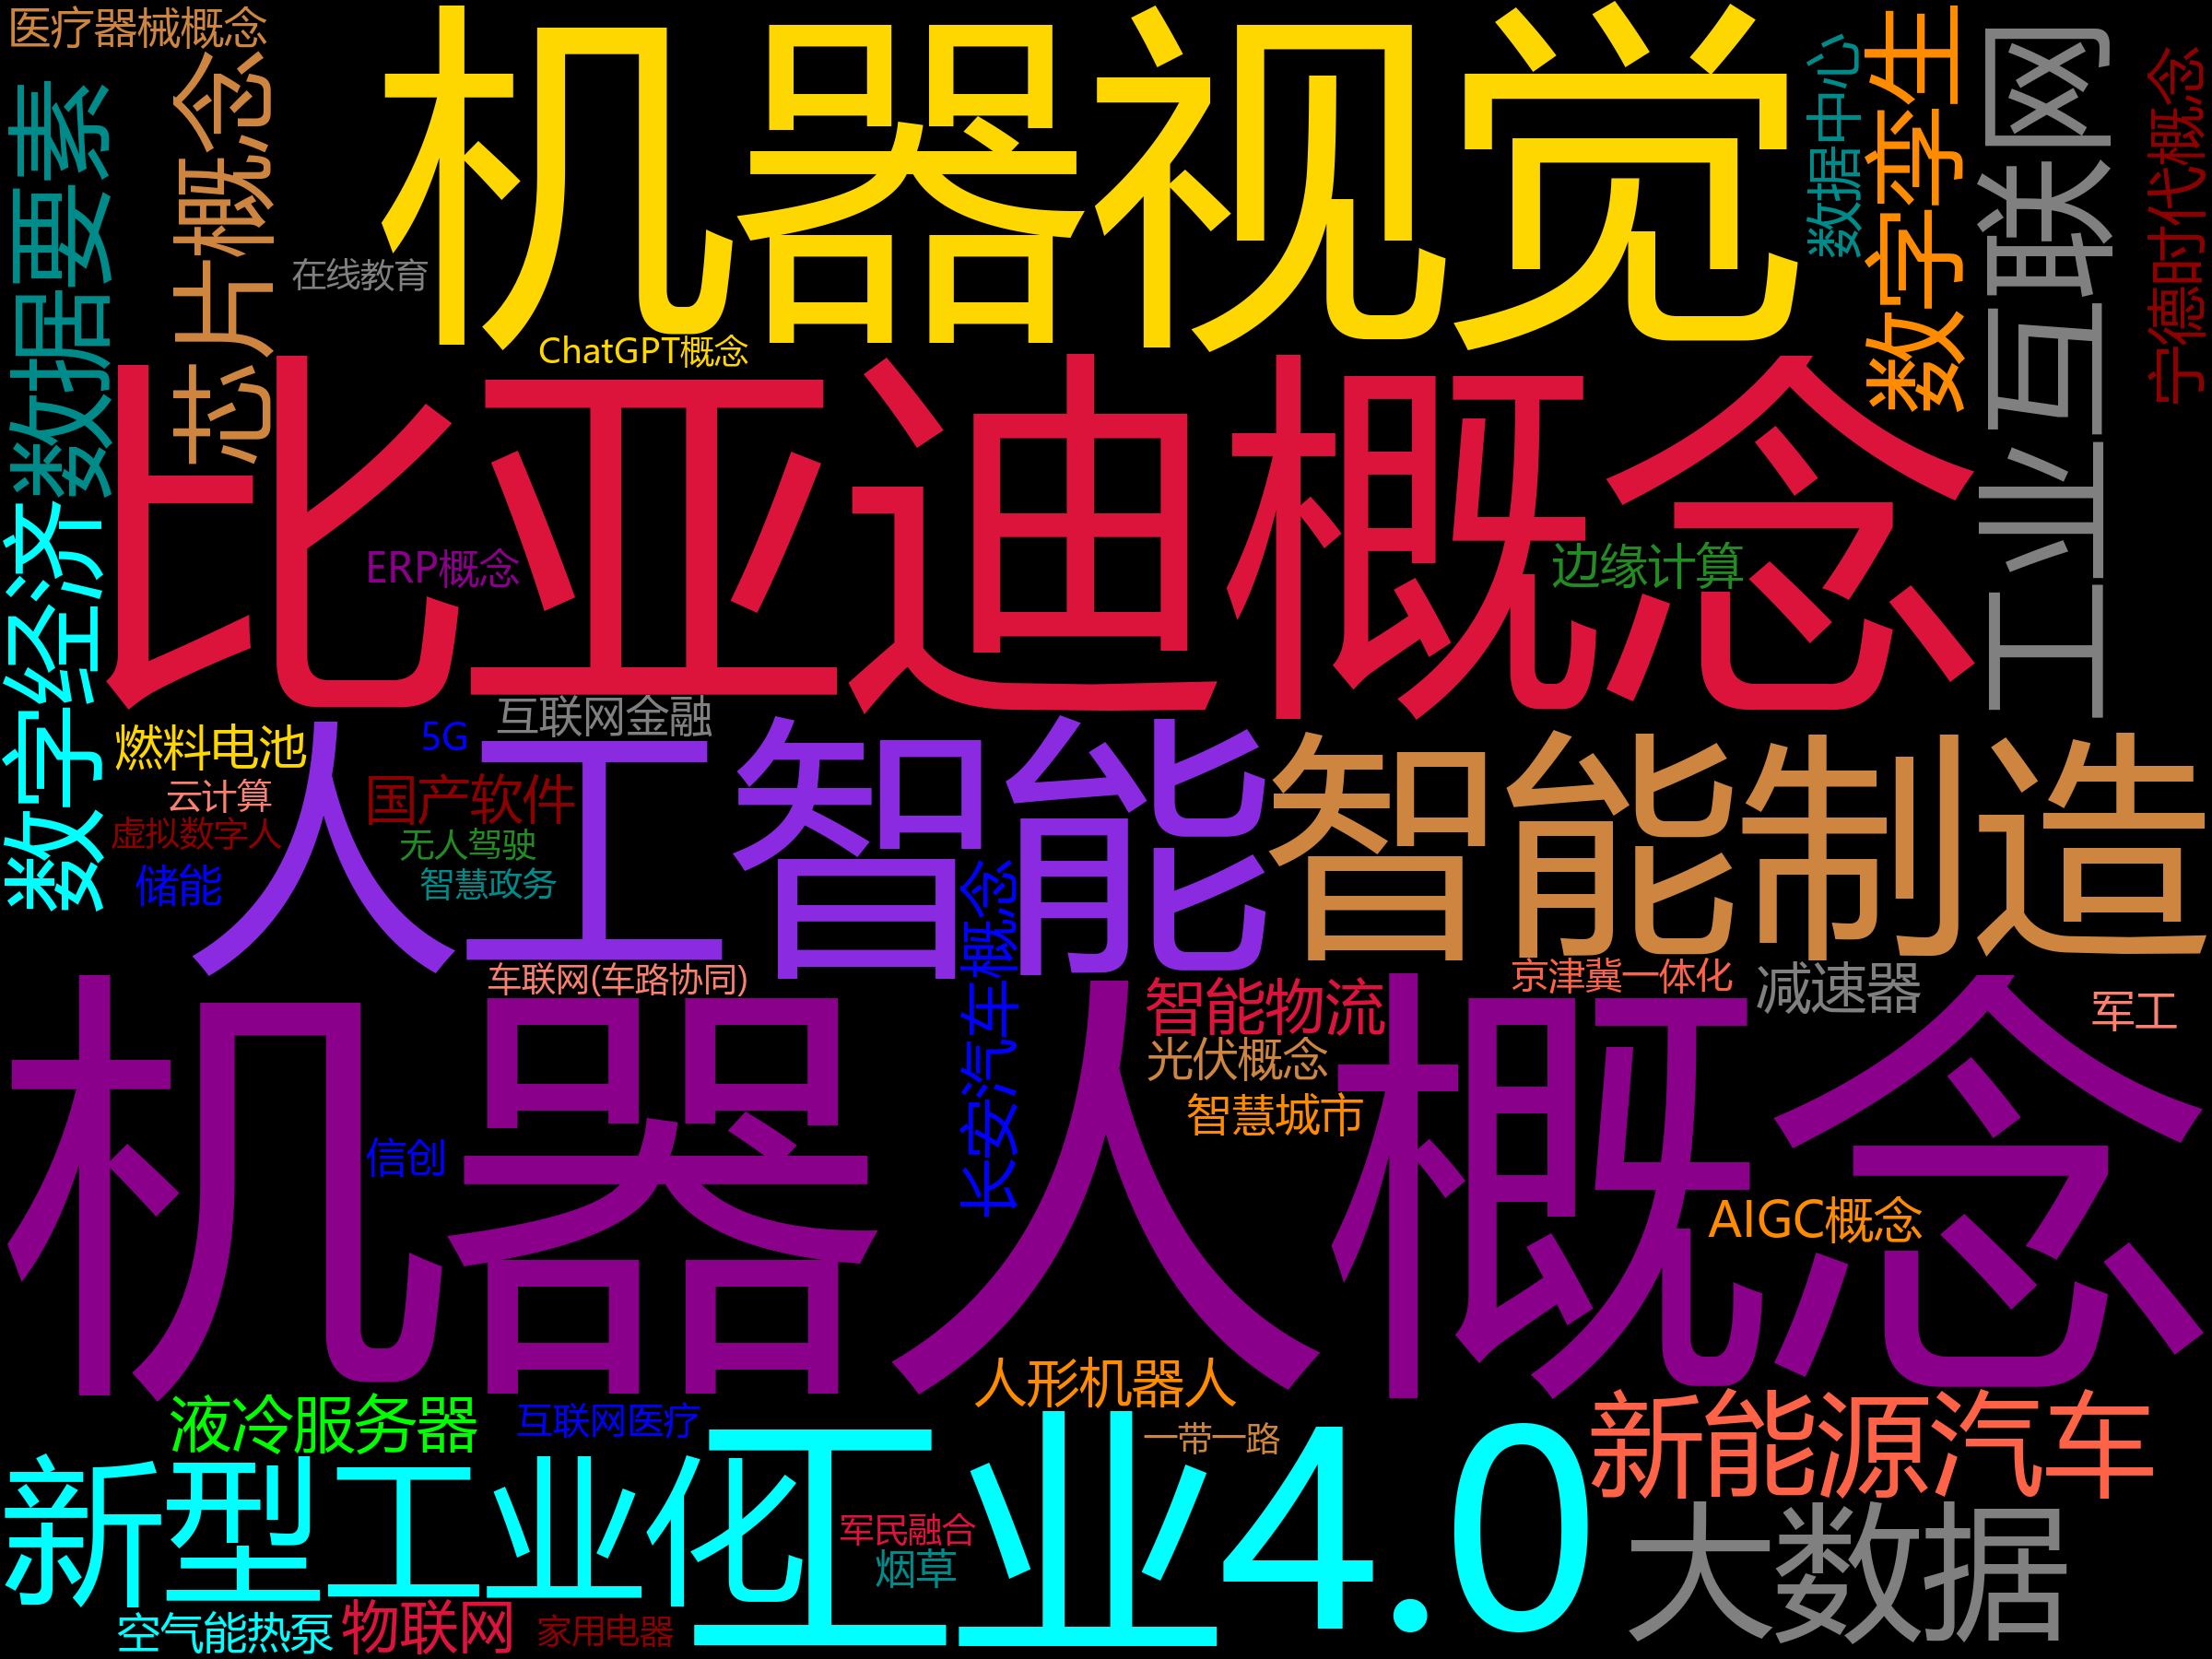 医疗器械概念
机器视觉
数据中心
数字孪生
工业互联网
宁德时代概念
数据要素
芯片概念
在线教育
ChatGPT概念
比亚迪概念
ERP概念
边缘计算
数字经济
互联网金融
燃料电池
5G
人工智能
智能制造
云计算
国产软件
虚拟数字人
无人驾驶
储能
智慧政务
长安汽车概念
车联网(车路协同)
京津冀一体化
减速器
智能物流
军工
机器人概念
光伏概念
智慧城市
信创
AIGC概念
人形机器人
液冷服务器
互联网医疗
一带一路
新能源汽车
新型工业化
工业4.0
大数据
军民融合
烟草
空气能热泵
物联网
家用电器